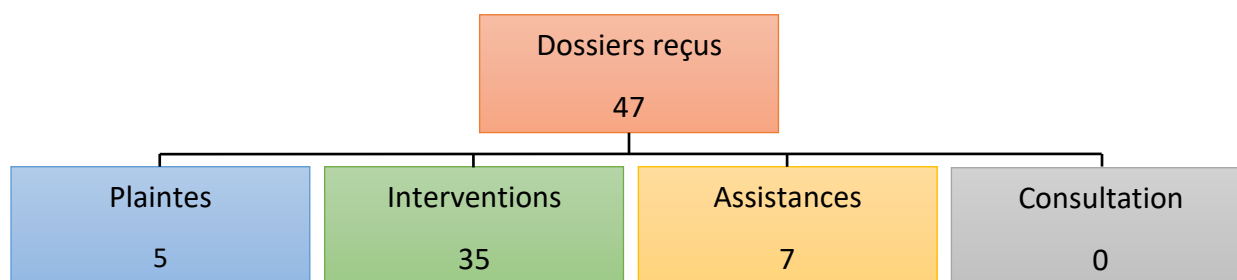 Dossiers reçus
47
Plaintes
5
Interventions
35
Assistances
7
Consultation
0